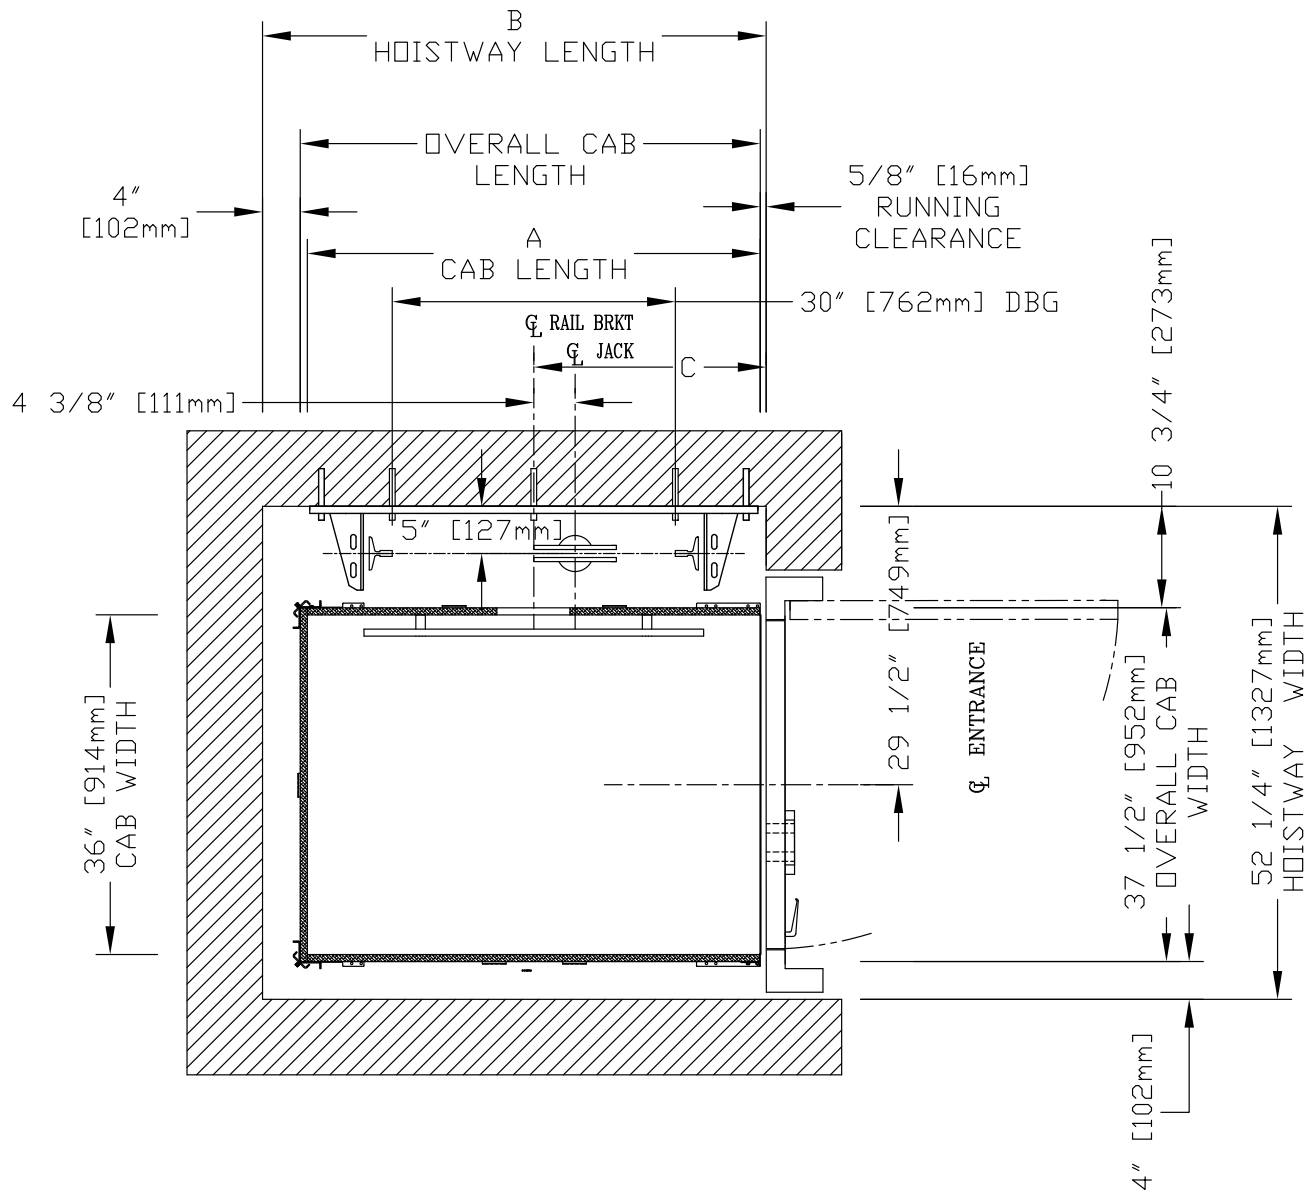 B
HOISTWAY LENGTH
OVERALL CAB
LENGTH
4"
[102mm]
5/8" [16mm]
RUNNING
CLEARANCE
A
CAB LENGTH
30" [762mm] DBG
℄ RAIL BRKT
℄ JACK
C
4 3/8" [111mm]
10 3/4" [273mm]
5" [127mm]
29 1/2" [749mm]
℄ ENTRANCE
36" [914mm]
CAB WIDTH
37 1/2" [952mm]
OVERALL CAB
WIDTH
52 1/4" [1327mm]
HOISTWAY WIDTH
4" [102mm]